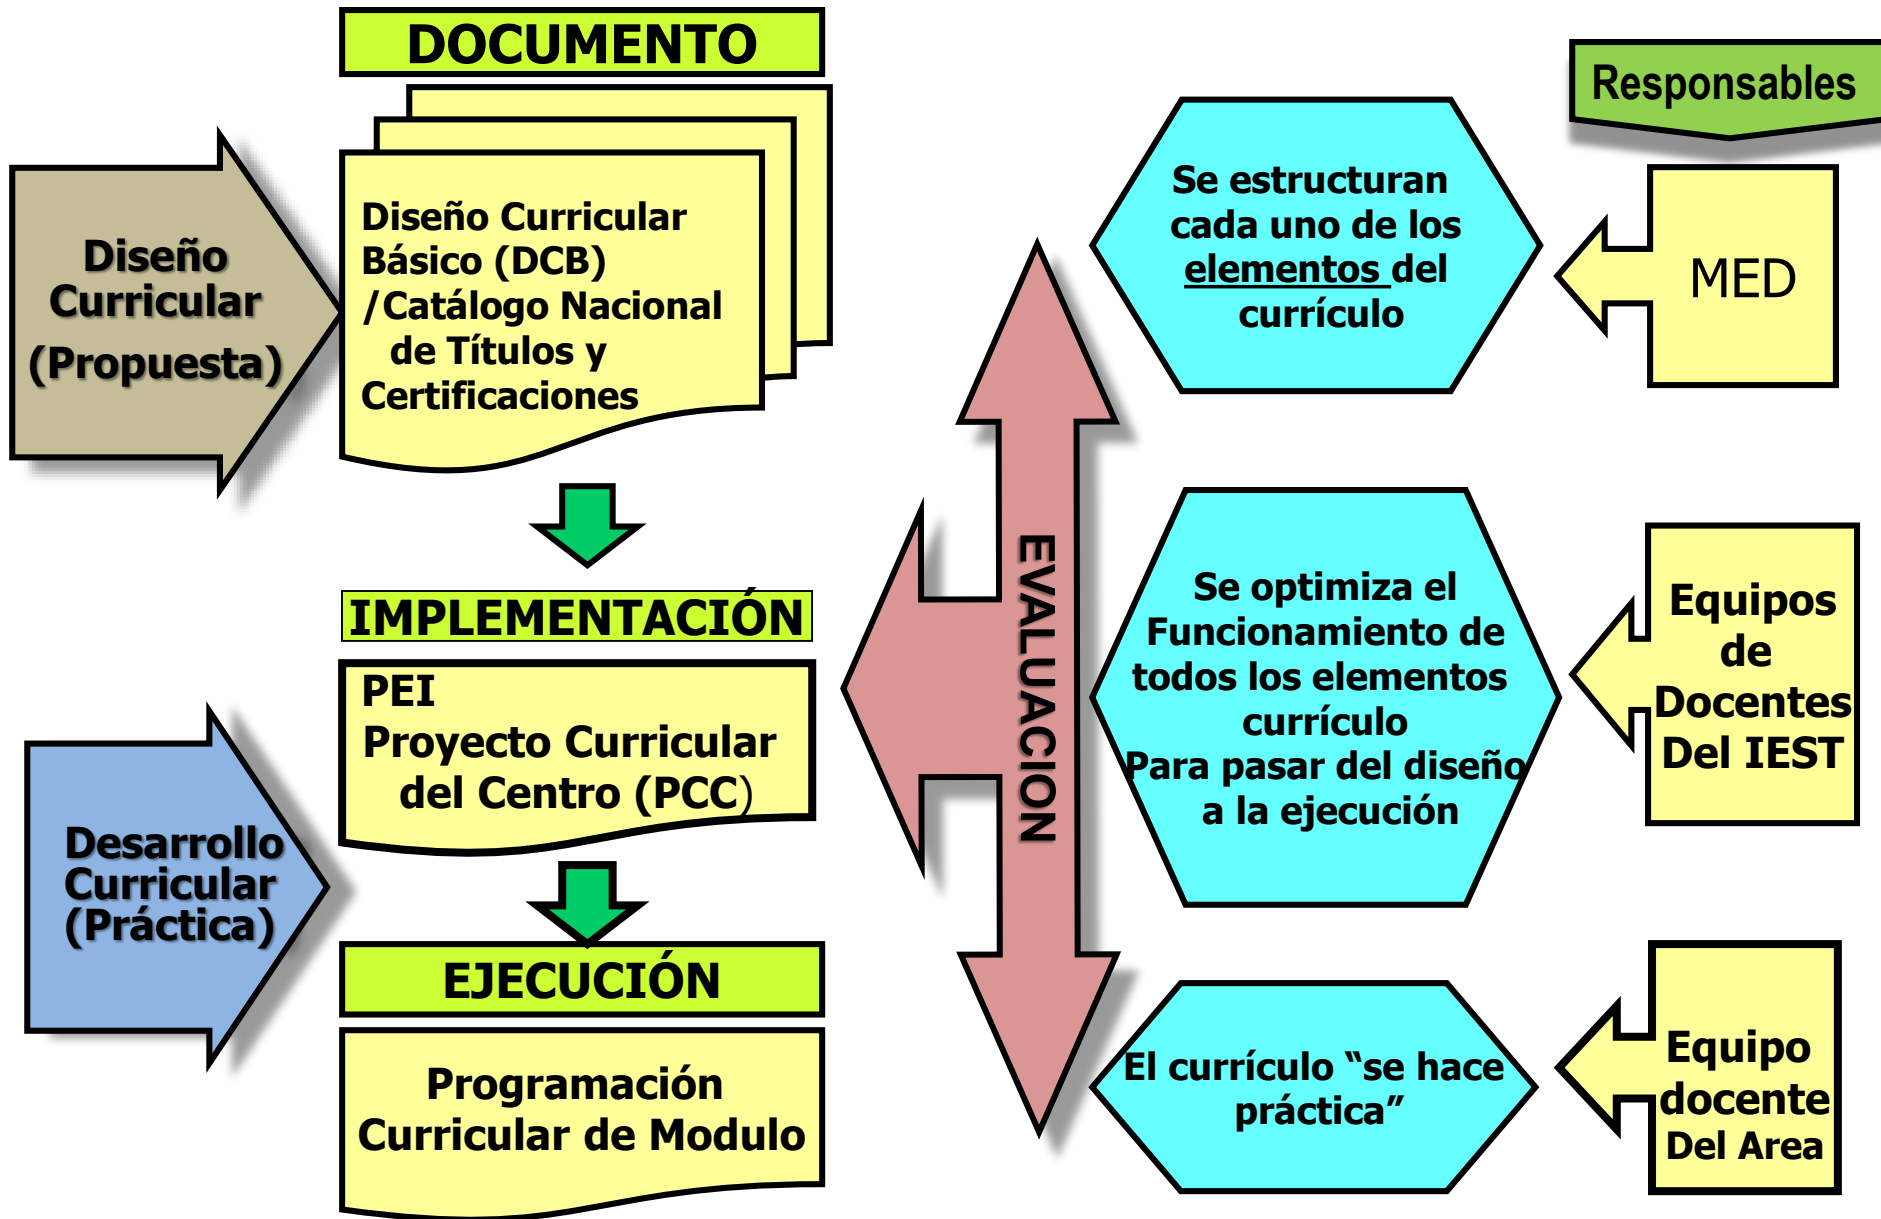 DOCUMENTO
Responsables
Diseño
Curricular
(Propuesta)
Diseño Curricular
Básico (DCB)
/Catálogo Nacional
de Títulos y
Certificaciones
Se estructuran
cada uno de los
elementos del
currículo
MED
IMPLEMENTACIÓN
PEI
Proyecto Curricular
del Centro (PCC)
EVALUACION
Se optimiza el
Funcionamiento de
todos los elementos
currículo
Para pasar del diseño
a la ejecución
Equipos
de
Docentes
Del IEST
Desarrollo
Curricular
(Práctica)
EJECUCIÓN
Programación
Curricular de Modulo
El currículo “se hace
práctica”
Equipo
docente
Del Area